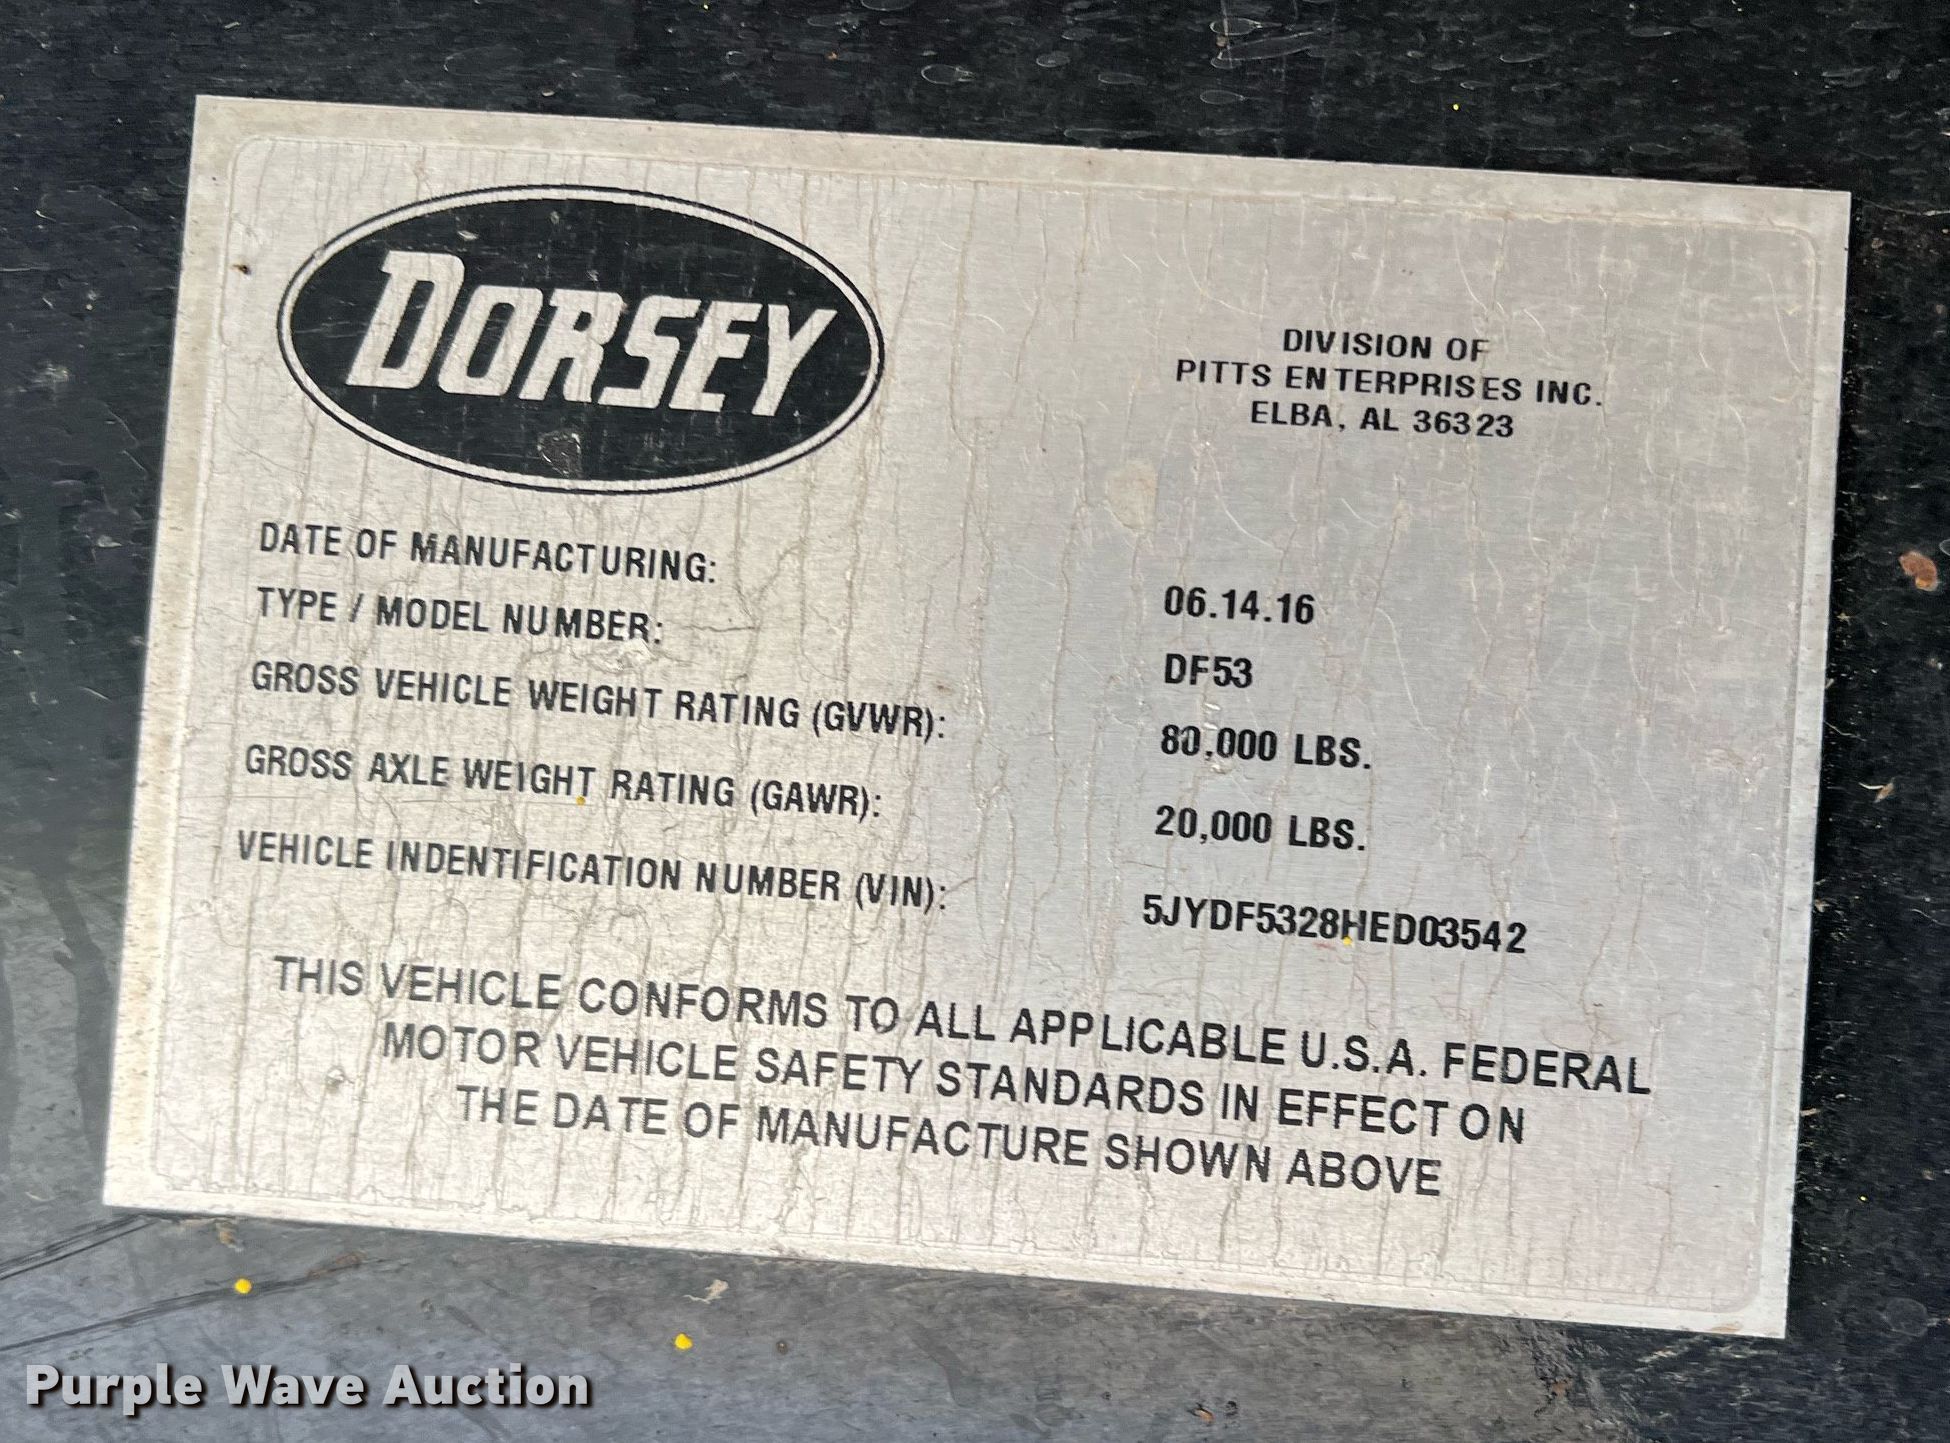 DORSEY
DIVISION OF
PITTS ENTERPRISES INC.
ELBA, AL 36323
DATE OF MANUFACTURING: 06.14.16
TYPE / MODEL NUMBER: DF53
GROSS VEHICLE WEIGHT RATING (GVWR): 80,000 LBS.
GROSS AXLE WEIGHT RATING (GAWR): 20,000 LBS.
VEHICLE INDENTIFICATION NUMBER (VIN): 5JYDF5328HED03542
THIS VEHICLE CONFORMS TO ALL APPLICABLE U.S.A. FEDERAL
MOTOR VEHICLE SAFETY STANDARDS IN EFFECT ON
THE DATE OF MANUFACTURE SHOWN ABOVE
Purple Wave Auction